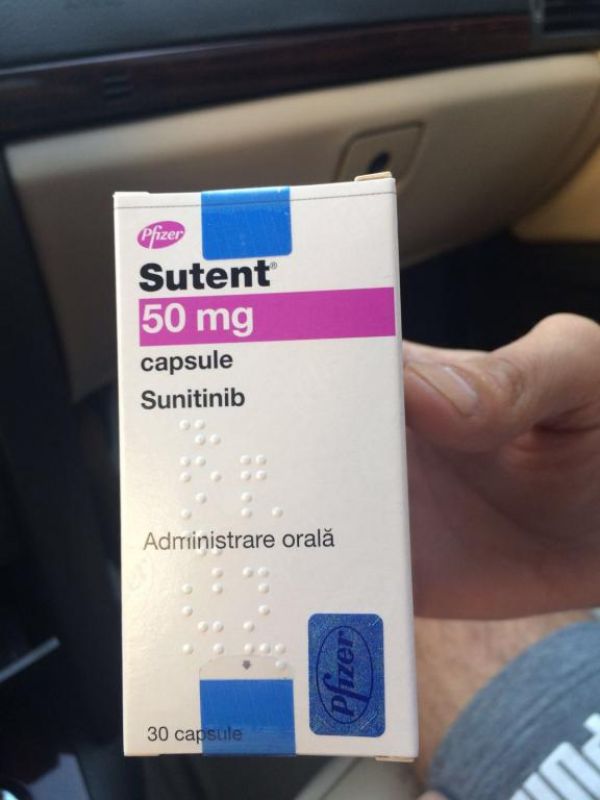 Pfizer
Sutent®
50 mg
capsule
Sunitinib
Administrare orală
Pfizer
30 capsule